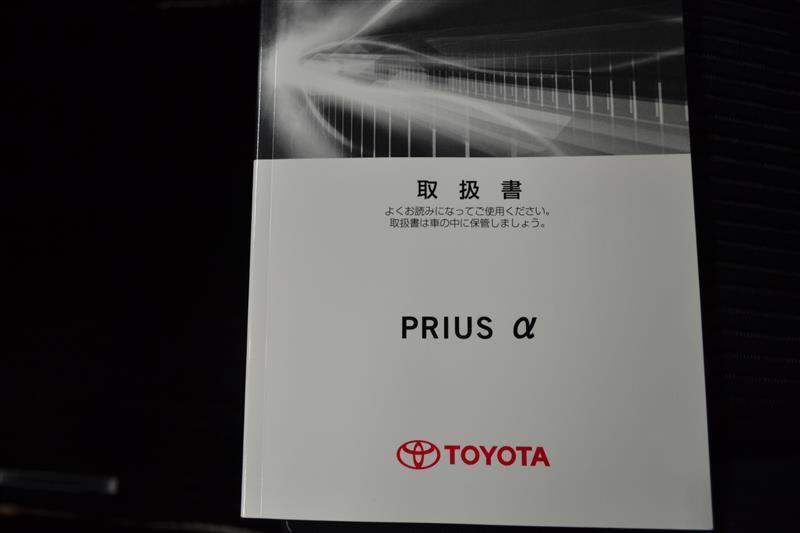 取扱書
よくお読みになってご使用ください。
取扱書は車の中に保管しましょう。
PRIUS α
TOYOTA